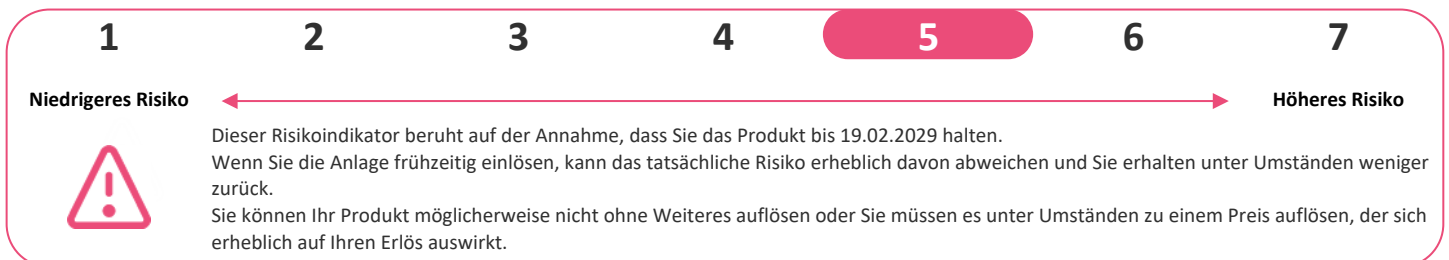 1 2 3 4 5 6 7
Niedrigeres Risiko Höheres Risiko
Dieser Risikoindikator beruht auf der Annahme, dass Sie das Produkt bis 19.02.2029 halten.
Wenn Sie die Anlage frühzeitig einlösen, kann das tatsächliche Risiko erheblich davon abweichen und Sie erhalten unter Umständen weniger
zurück.
Sie können Ihr Produkt möglicherweise nicht ohne Weiteres auflösen oder Sie müssen es unter Umständen zu einem Preis auflösen, der sich
erheblich auf Ihren Erlös auswirkt.